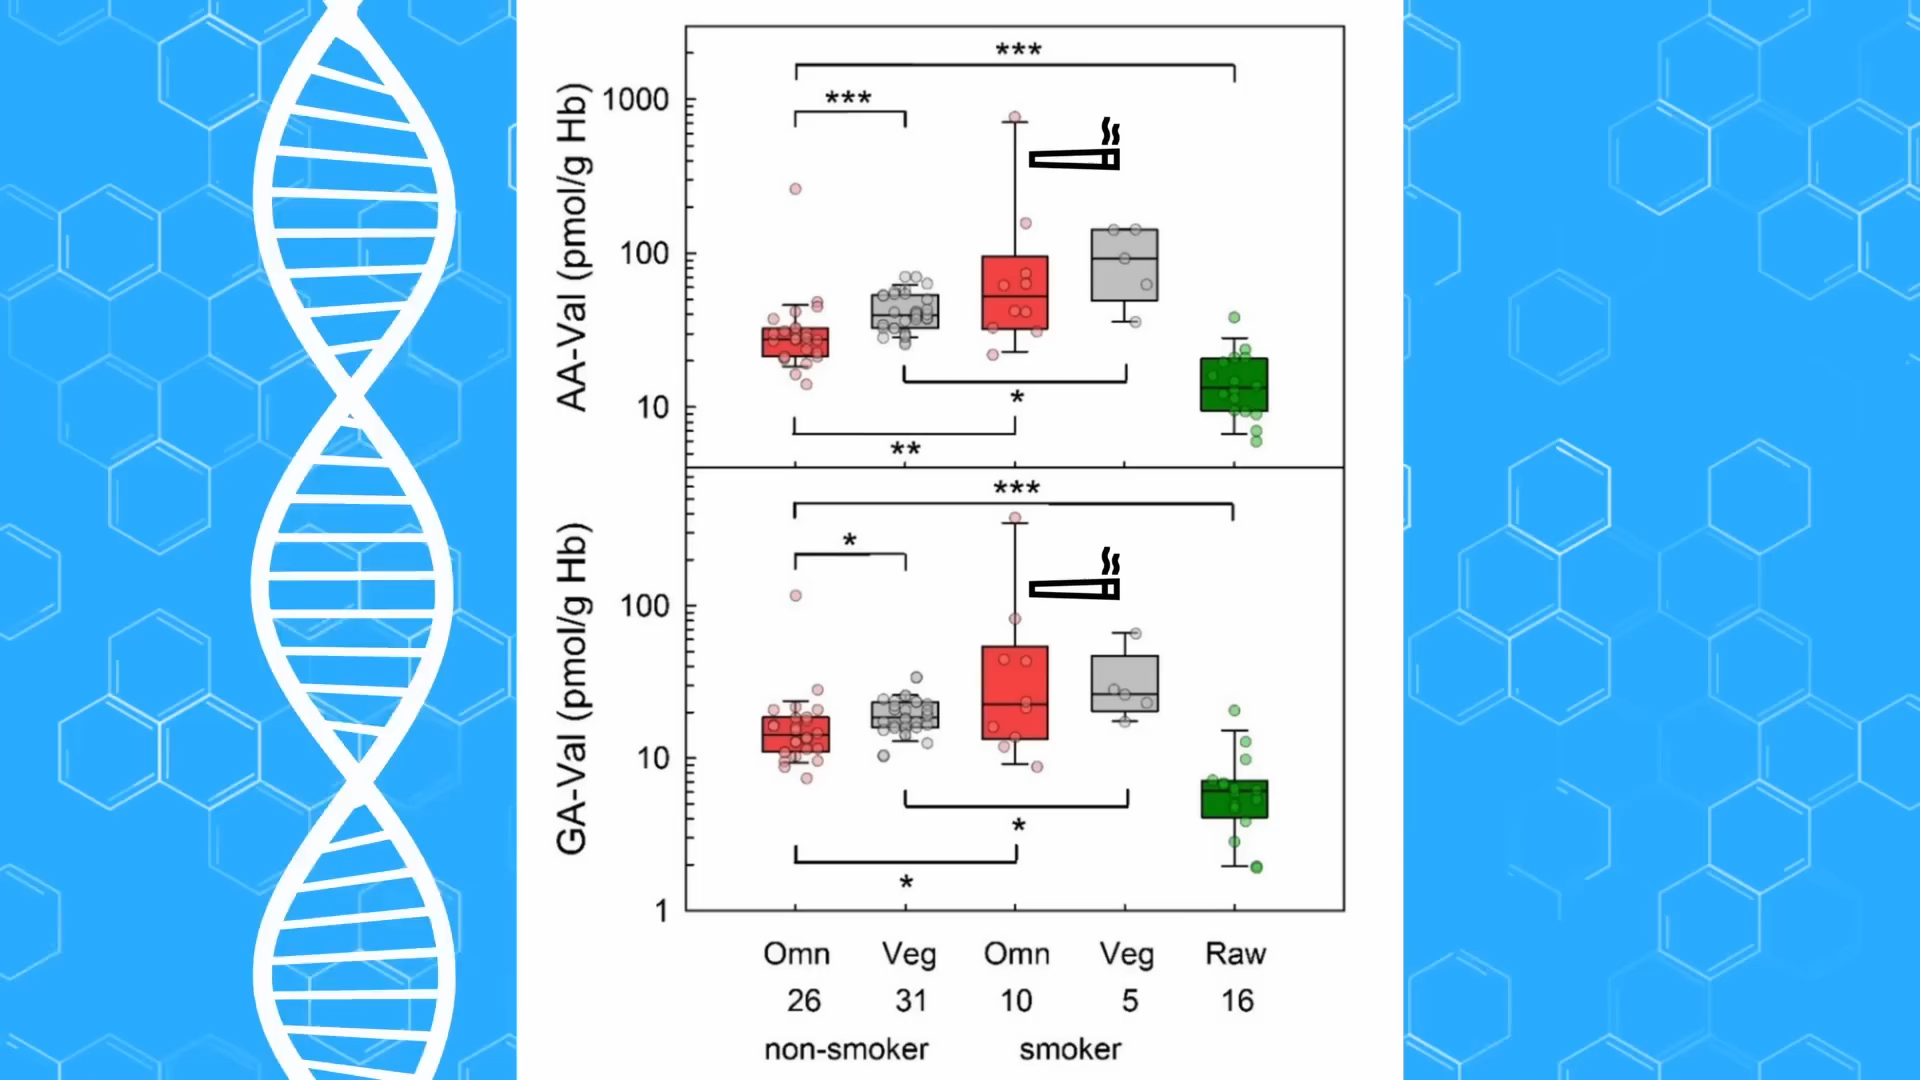 ***
***
1000
100
10
AA-Val (pmol/g Hb)
*
**
***
*
100
10
1
GA-Val (pmol/g Hb)
*
*
Omn Veg Omn Veg Raw
26 31 10 5 16
non-smoker smoker